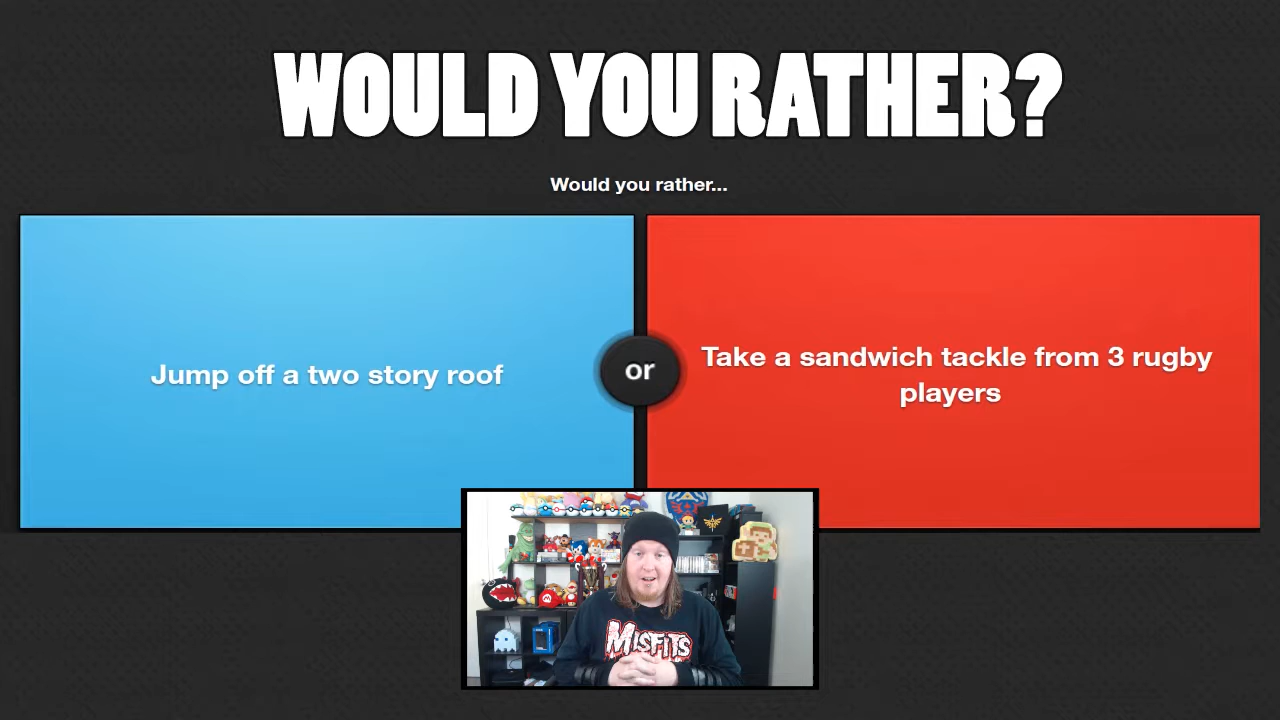 WOULD YOU RATHER?
Would you rather...
Jump off a two story roof
or
Take a sandwich tackle from 3 rugby
players
MISFITS